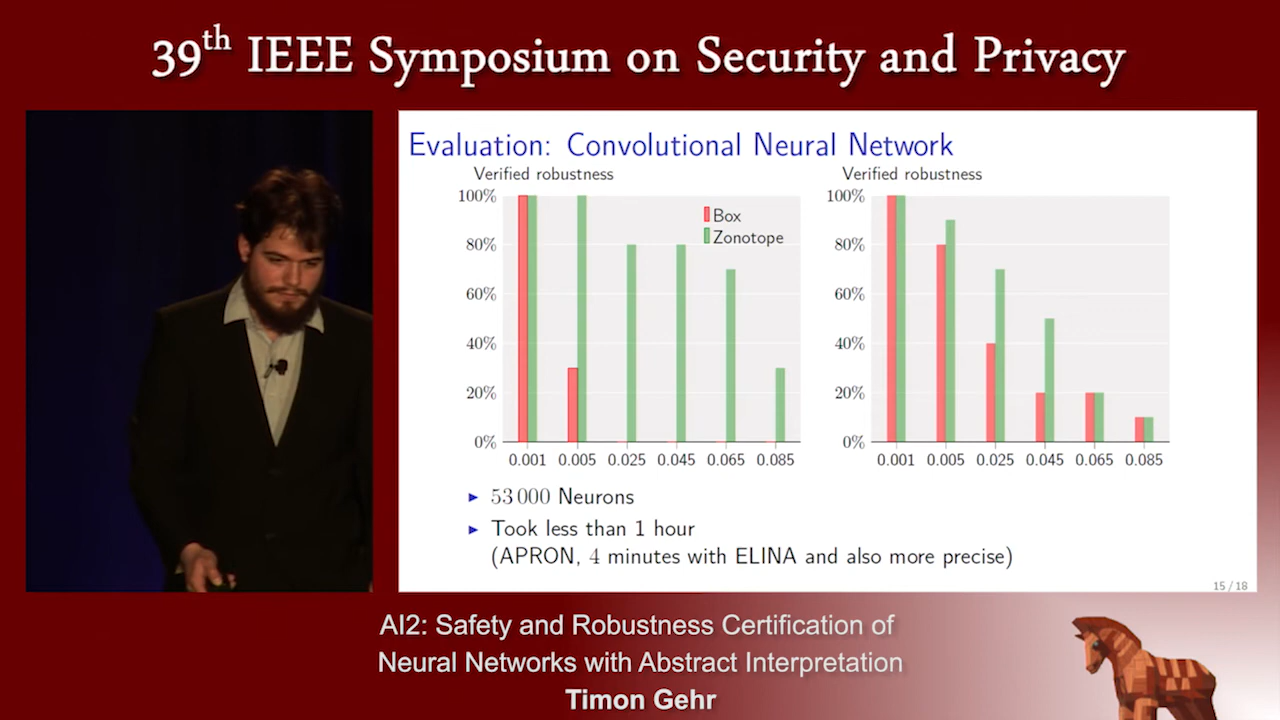 39th IEEE Symposium on Security and Privacy
Evaluation: Convolutional Neural Network
Verified robustness
100%
80%
60%
40%
20%
0%
0.001 0.005 0.025 0.045 0.065 0.085
Box
Zonotope
Verified robustness
100%
80%
60%
40%
20%
0%
0.001 0.005 0.025 0.045 0.065 0.085
▶ 53 000 Neurons
▶ Took less than 1 hour
(APRON, 4 minutes with ELINA and also more precise)
15 / 18
AI2: Safety and Robustness Certification of
Neural Networks with Abstract Interpretation
Timon Gehr